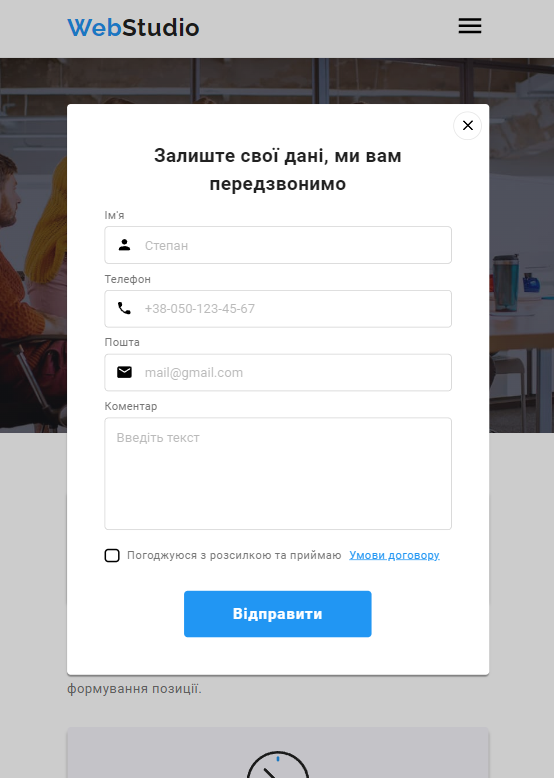 WebStudio
Залиште свої дані, ми вам
передзвонимо
Ім'я
Степан
Телефон
+38-050-123-45-67
Пошта
mail@gmail.com
Коментар
Введіть текст
Погоджуюся з розсилкою та приймаю Умови договору
Відправити
формування позиції.